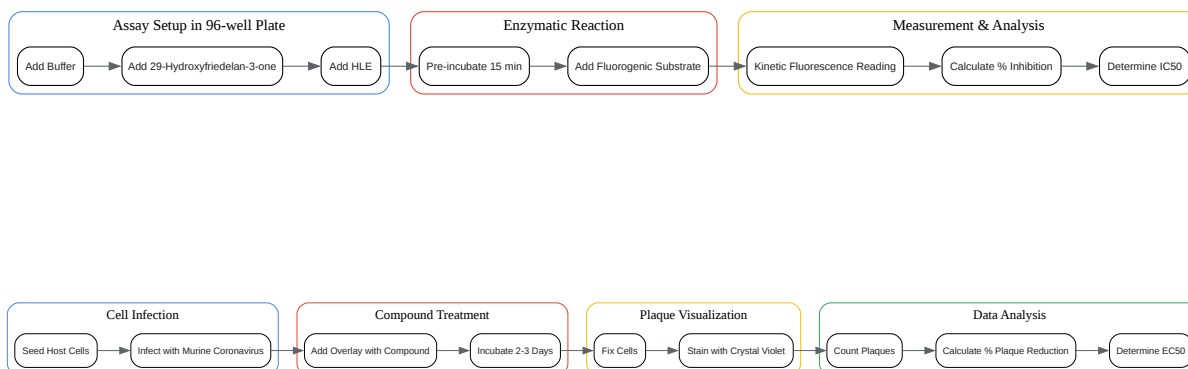 Assay Setup in 96-well Plate
Add Buffer
Add 29-Hydroxyfriedelan-3-one
Add HLE
Enzymatic Reaction
Pre-incubate 15 min
Add Fluorogenic Substrate
Measurement & Analysis
Kinetic Fluorescence Reading
Calculate % Inhibition
Determine IC50
Cell Infection
Seed Host Cells
Infect with Murine Coronavirus
Compound Treatment
Add Overlay with Compound
Incubate 2-3 Days
Plaque Visualization
Fix Cells
Stain with Crystal Violet
Data Analysis
Count Plaques
Calculate % Plaque Reduction
Determine EC50